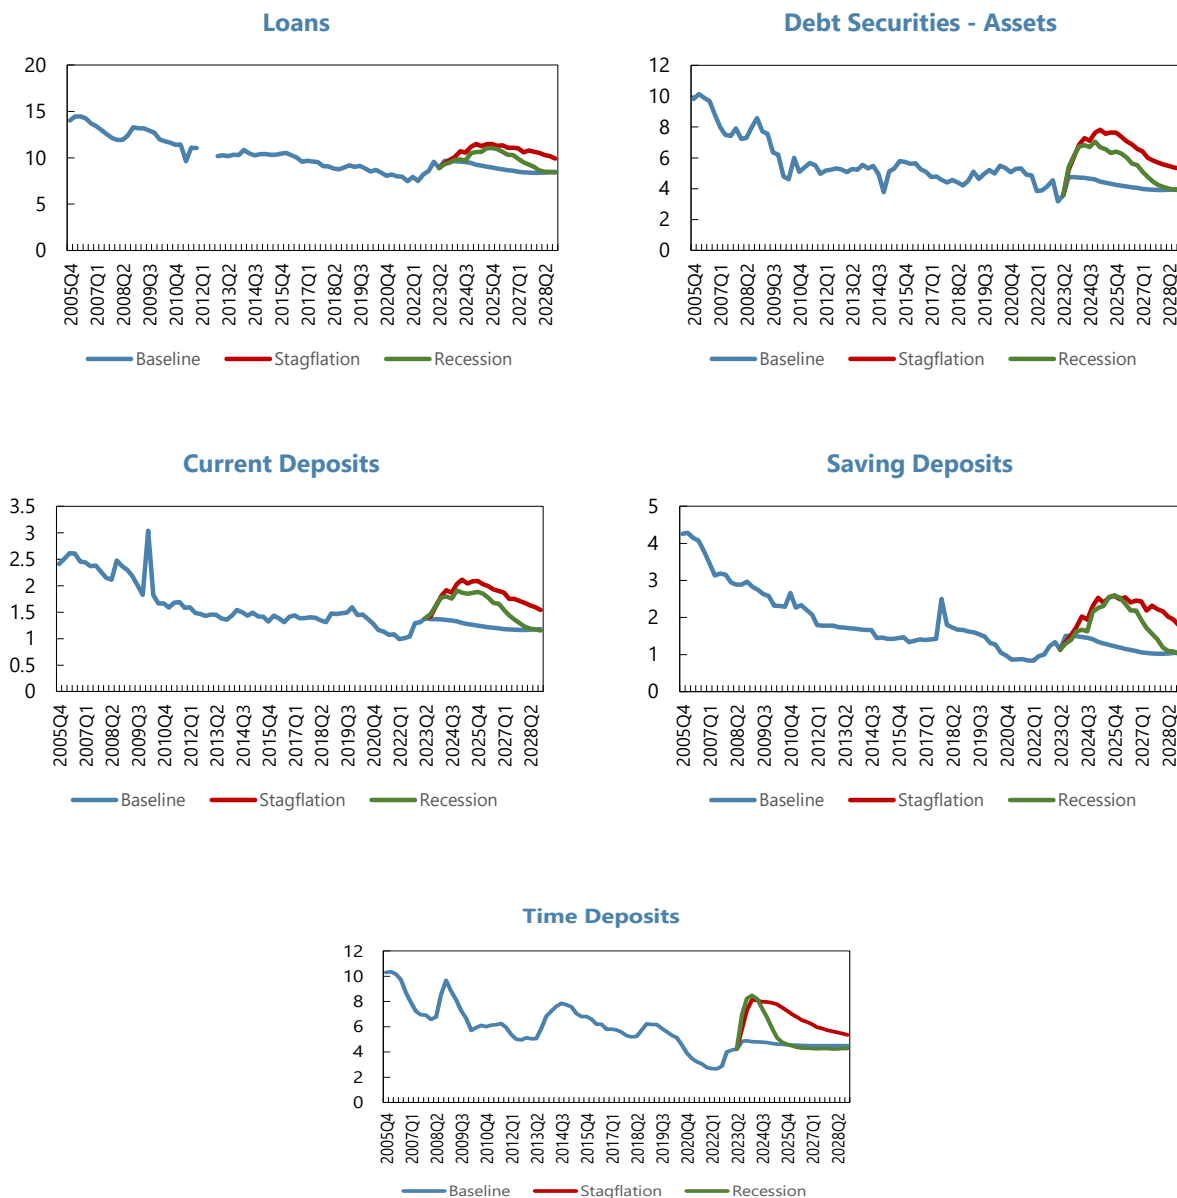 Loans
20
15
10
5
0
2005Q4
2007Q1
2008Q2
2009Q3
2010Q4
2012Q1
2013Q2
2014Q3
2015Q4
2017Q1
2018Q2
2019Q3
2020Q4
2022Q1
2023Q2
2024Q3
2025Q4
2027Q1
2028Q2
Baseline Stagflation Recession
Debt Securities - Assets
12
10
8
6
4
2
0
2005Q4
2007Q1
2008Q2
2009Q3
2010Q4
2012Q1
2013Q2
2014Q3
2015Q4
2017Q1
2018Q2
2019Q3
2020Q4
2022Q1
2023Q2
2024Q3
2025Q4
2027Q1
2028Q2
Baseline Stagflation Recession
Current Deposits
3.5
3
2.5
2
1.5
1
0.5
0
2005Q4
2007Q1
2008Q2
2009Q3
2010Q4
2012Q1
2013Q2
2014Q3
2015Q4
2017Q1
2018Q2
2019Q3
2020Q4
2022Q1
2023Q2
2024Q3
2025Q4
2027Q1
2028Q2
Baseline Stagflation Recession
Saving Deposits
5
4
3
2
1
0
2005Q4
2007Q1
2008Q2
2009Q3
2010Q4
2012Q1
2013Q2
2014Q3
2015Q4
2017Q1
2018Q2
2019Q3
2020Q4
2022Q1
2023Q2
2024Q3
2025Q4
2027Q1
2028Q2
Baseline Stagflation Recession
Time Deposits
12
10
8
6
4
2
0
2005Q4
2007Q1
2008Q2
2009Q3
2010Q4
2012Q1
2013Q2
2014Q3
2015Q4
2017Q1
2018Q2
2019Q3
2020Q4
2022Q1
2023Q2
2024Q3
2025Q4
2027Q1
2028Q2
Baseline Stagflation Recession